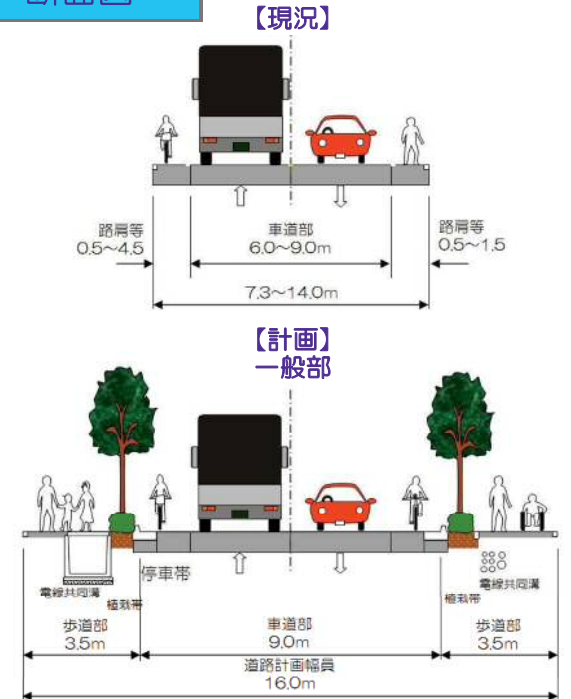 【現況】
路肩等
0.5〜4.5
車道部
6.0〜9.0m
路肩等
0.5〜1.5
7.3〜14.0m
【計画】
一般部
停車帯
電線共同溝
植栽帯
電線共同溝
植栽帯
歩道部
3.5m
車道部
9.0m
歩道部
3.5m
道路計画幅員
16.0m